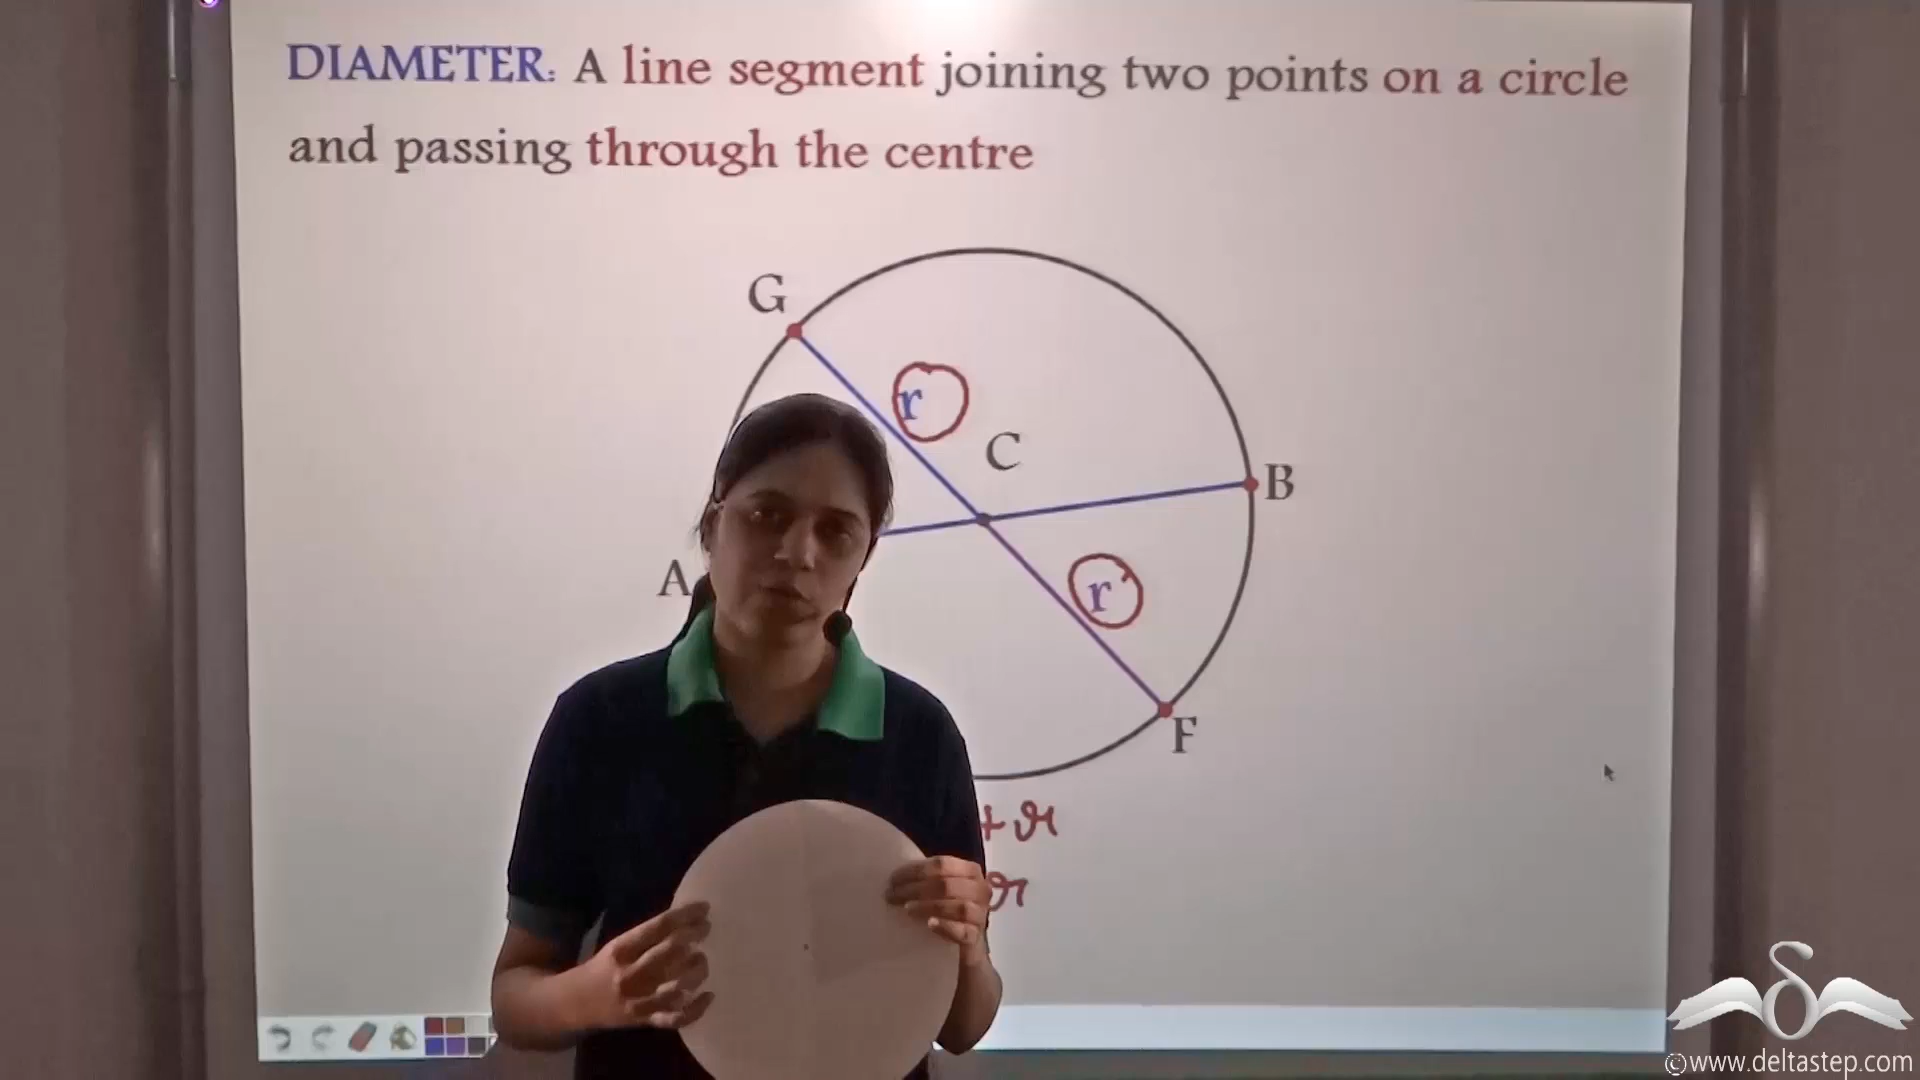 DIAMETER: A line segment joining two points on a circle
and passing through the centre
G
r
C
B
A
r
F
+ r
r
©www.deltastep.com